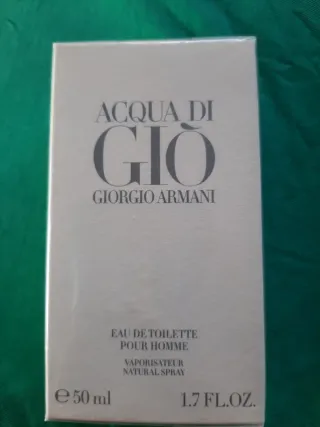 ACQUA DI
GIÒ
GIORGIO ARMANI
EAU DE TOILETTE
POUR HOMME
VAPORISATEUR
NATURAL SPRAY
℮ 50 ml 1.7 FL.OZ.